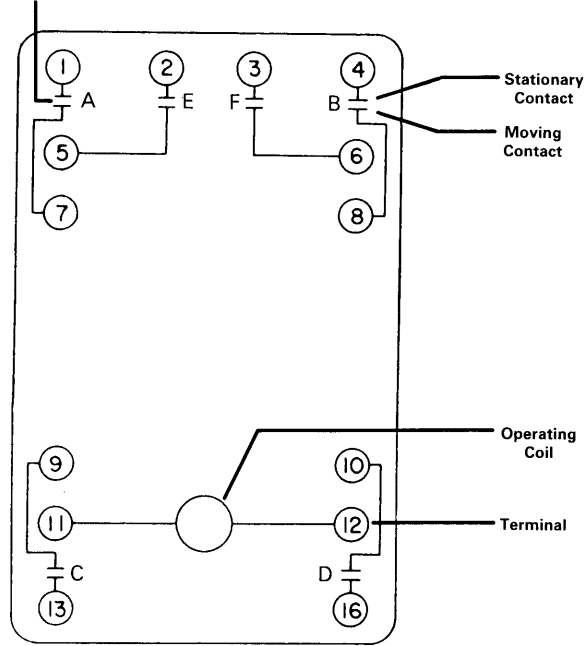 1 2 3 4
Stationary
Contact
A E F B
Moving
Contact
5 6
7 8
Operating
Coil
9 10
11 12 Terminal
C D
13 16